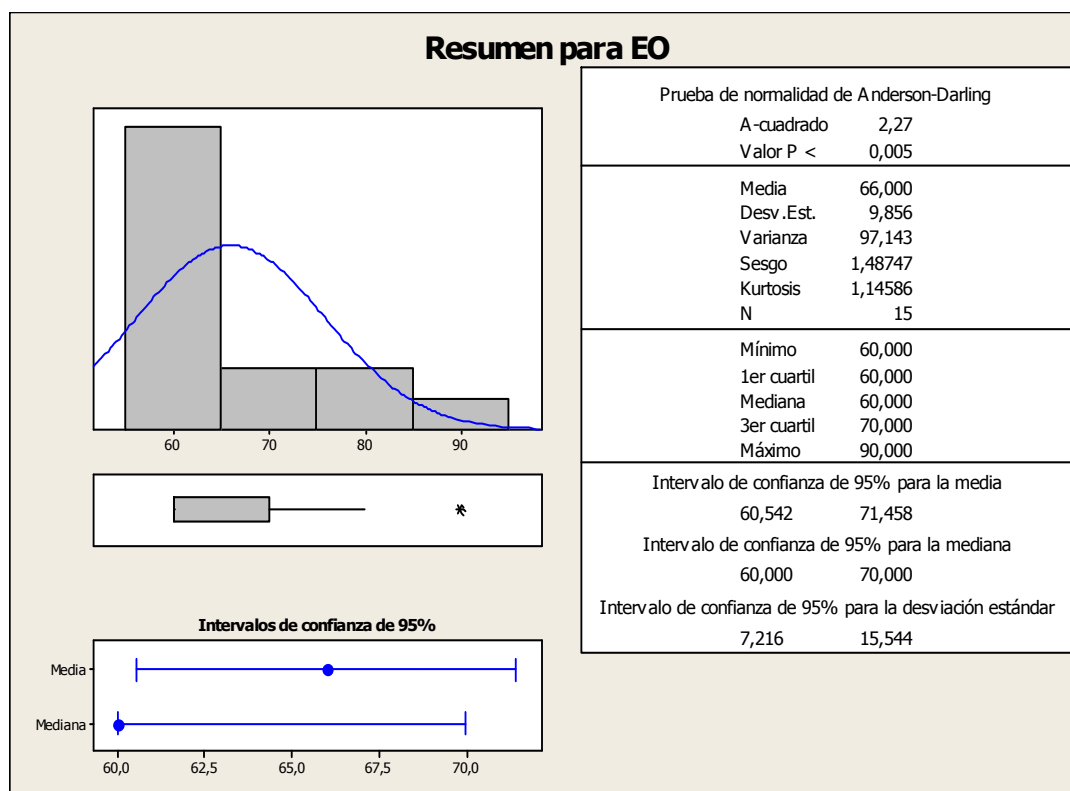 Resumen para EO
60 70 80 90
Intervalos de confianza de 95%
Media
Mediana
60,0 62,5 65,0 67,5 70,0
Prueba de normalidad de Anderson-Darling
A-cuadrado 2,27
Valor P < 0,005
Media 66,000
Desv.Est. 9,856
Varianza 97,143
Sesgo 1,48747
Kurtosis 1,14586
N 15
Mínimo 60,000
1er cuartil 60,000
Mediana 60,000
3er cuartil 70,000
Máximo 90,000
Intervalo de confianza de 95% para la media
60,542 71,458
Intervalo de confianza de 95% para la mediana
60,000 70,000
Intervalo de confianza de 95% para la desviación estándar
7,216 15,544